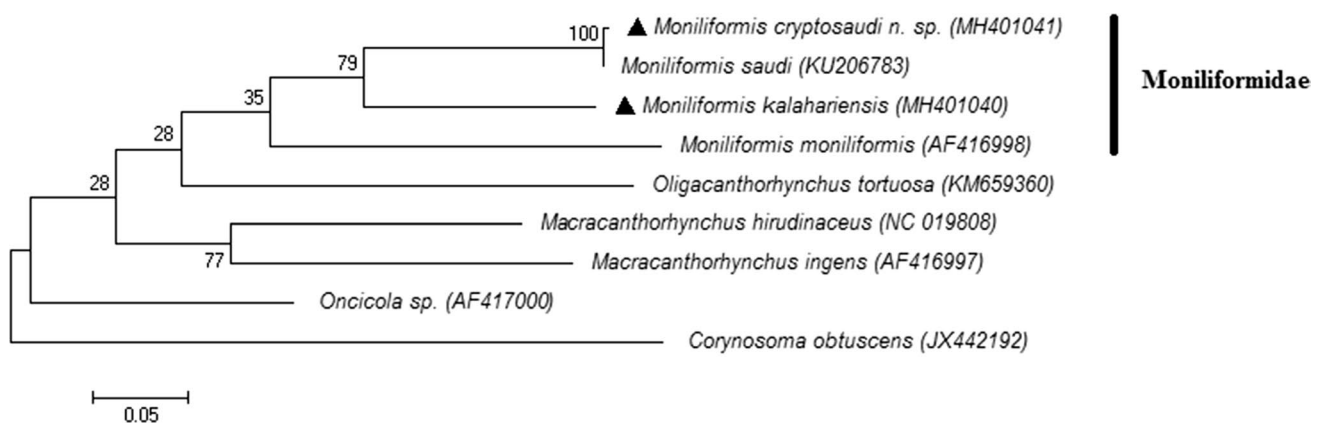 100
▲ Moniliformis cryptosaudi n. sp. (MH401041)
Moniliformis saudi (KU206783)
79
Moniliformidae
35
▲ Moniliformis kalahariensis (MH401040)
28
Moniliformis moniliformis (AF416998)
28
Oligacanthorhynchus tortuosa (KM659360)
Macracanthorhynchus hirudinaceus (NC 019808)
77
Macracanthorhynchus ingens (AF416997)
Oncicola sp. (AF417000)
Corynosoma obtuscens (JX442192)
0.05